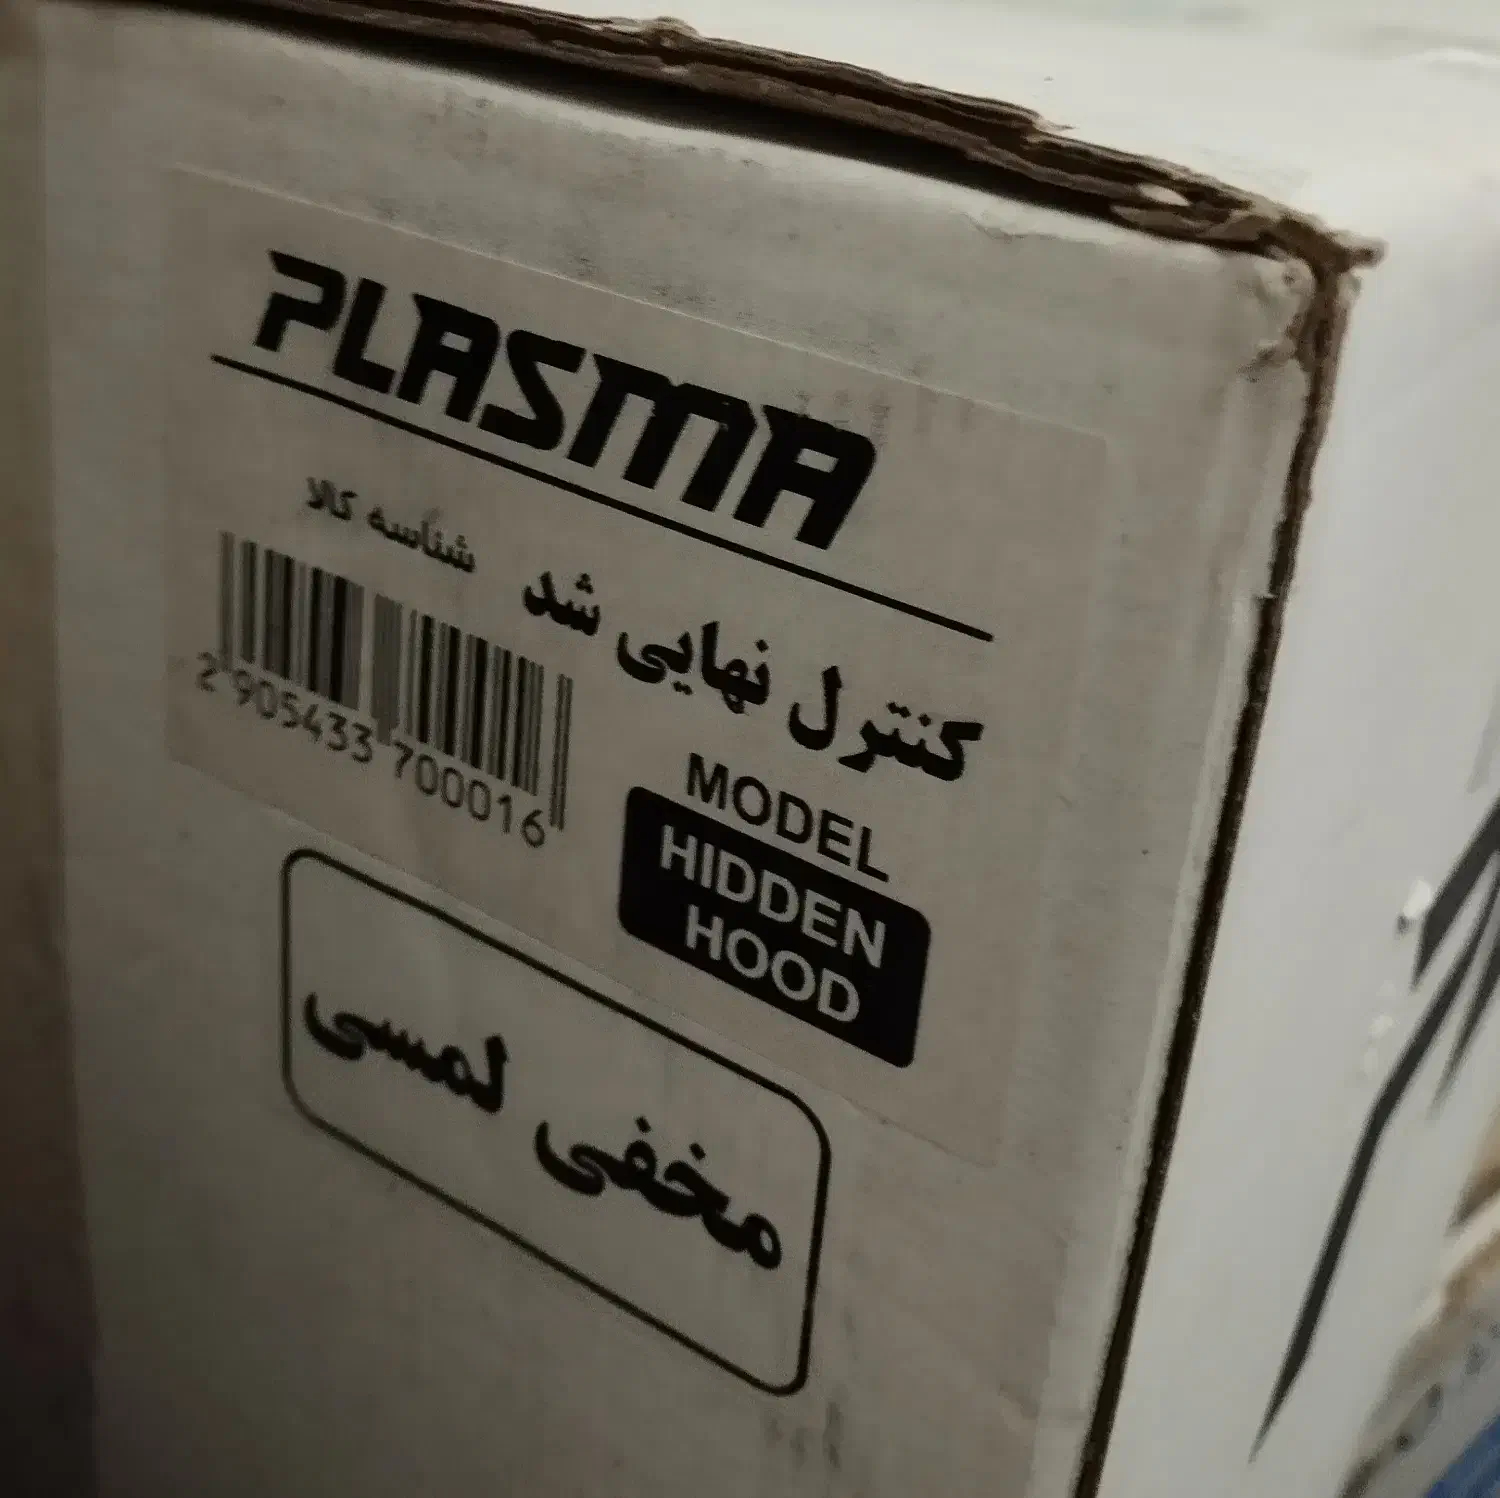 PLASMA
شناسه کالا
کنترل نهایی شد
2 905433 700016
MODEL
HIDDEN
HOOD
مخفی لمسی